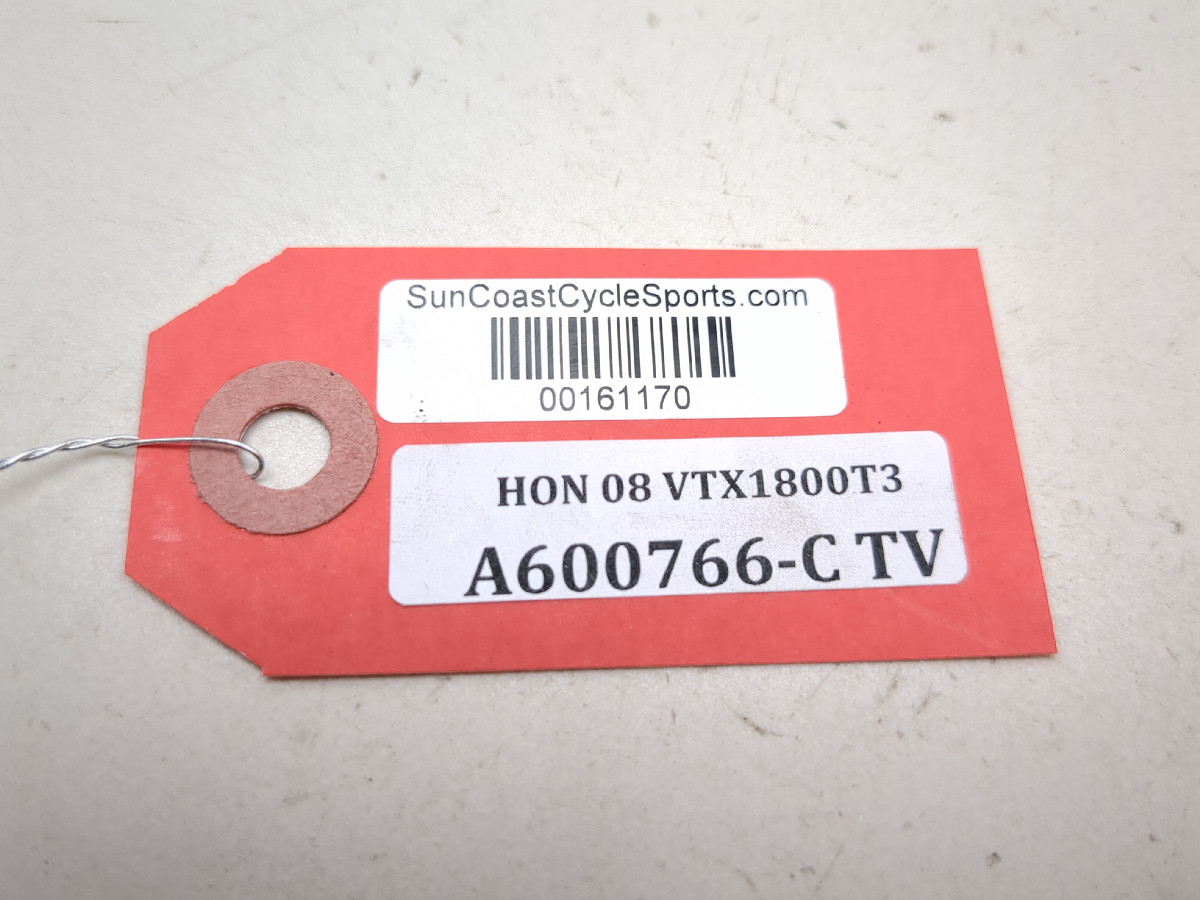 SunCoastCycleSports.com
00161170
HON 08 VTX1800T3
A600766-C TV